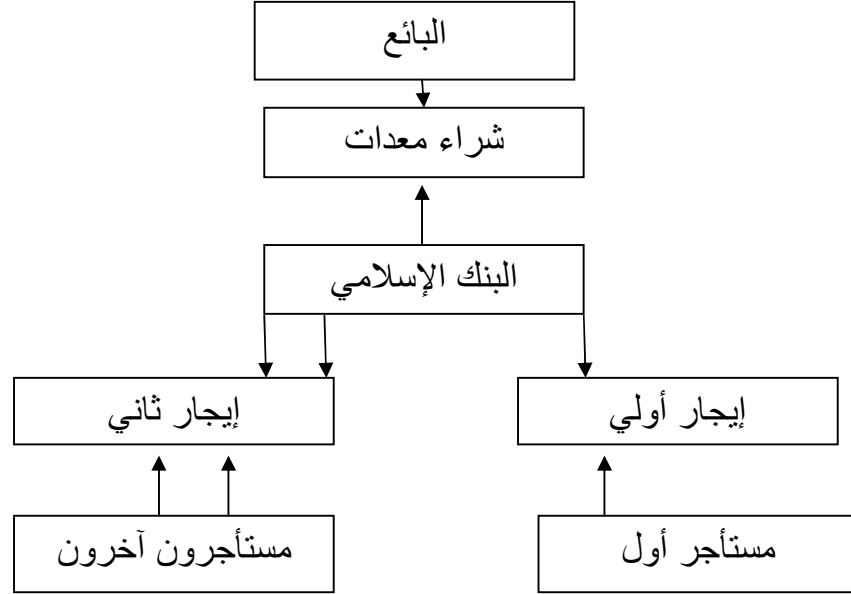 البائع
شراء معدات
البنك الإسلامي
إيجار أولي
إيجار ثاني
مستأجر أول
مستأجرون آخرون